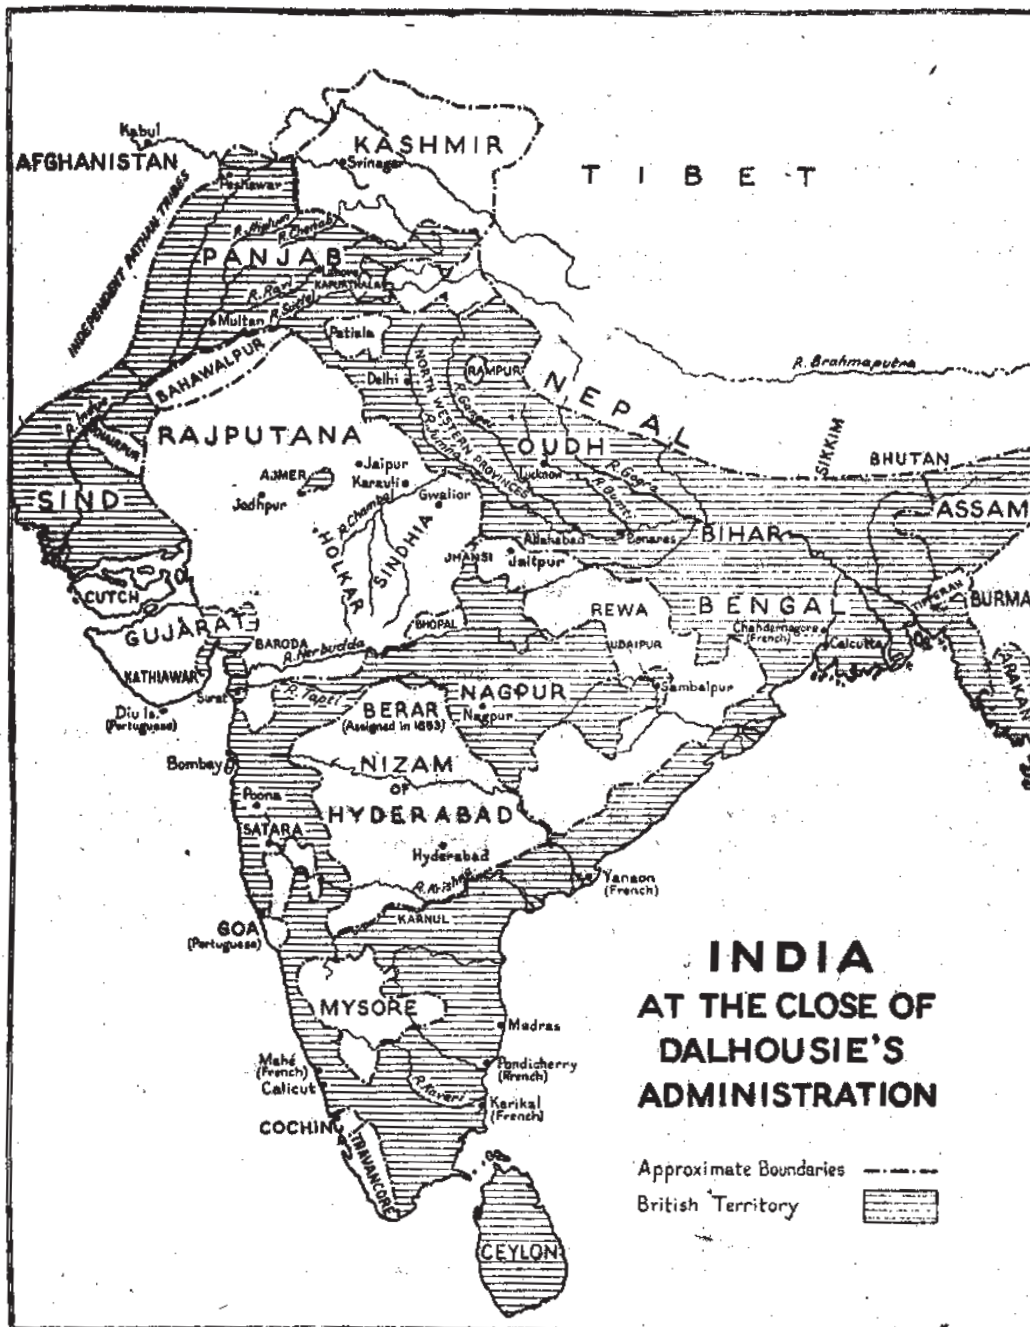 KASHMIR
Kabul
AFGHANISTAN
Srinagar
TIBET
Peshawar
INDEPENDENT PATHAN TRIBES
R. Jhelum
R. Chenab
PANJAB
Lahore
KAPURTHALA
R. Ravi
R. Sutlej
Multan
Patiala
BAHAWALPUR
Delhi
NORTH WESTERN PROVINCES
RAMPUR
R. Ganges
R. Jumna
NEPAL
R. Brahmaputra
R. Indus
KHAIRPUR
RAJPUTANA
OUDH
Lucknow
R. Gogra
R. Gumti
SIKKIM
BHUTAN
SIND
AJMER
Jaipur
Karauli
Jodhpur
Gwalior
R. Chambal
ASSAM
HOLKAR
SINDHIA
Allahabad
Benares
BIHAR
JHANSI
Jaitpur
CUTCH
TIPPERAH
BURMA
GUJARAT
BHOPAL
REWA
BENGAL
Chandernagore
(French)
Calcutta
BARODA
R. Nerbudda
UDAIPUR
ARAKAN
KATHIAWAR
Surat
R. Tapti
NAGPUR
Nagpur
Sambalpur
Diu Is.
(Portuguese)
BERAR
(Assigned in 1853)
Bombay
NIZAM
OF
HYDERABAD
Poona
SATARA
Hyderabad
R. Krishna
Yanaon
(French)
GOA
(Portuguese)
KARNUL
INDIA
AT THE CLOSE OF
DALHOUSIE'S
ADMINISTRATION
MYSORE
Madras
Mahé
(French)
Calicut
Pondicherry
(French)
R. Kaveri
Karikal
(French)
COCHIN
TRAVANCORE
Approximate Boundaries
British Territory
CEYLON